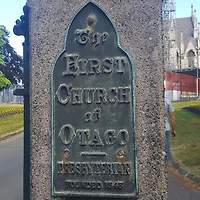 The
First
Church of
Otago
Presbyterian
Founded 1848